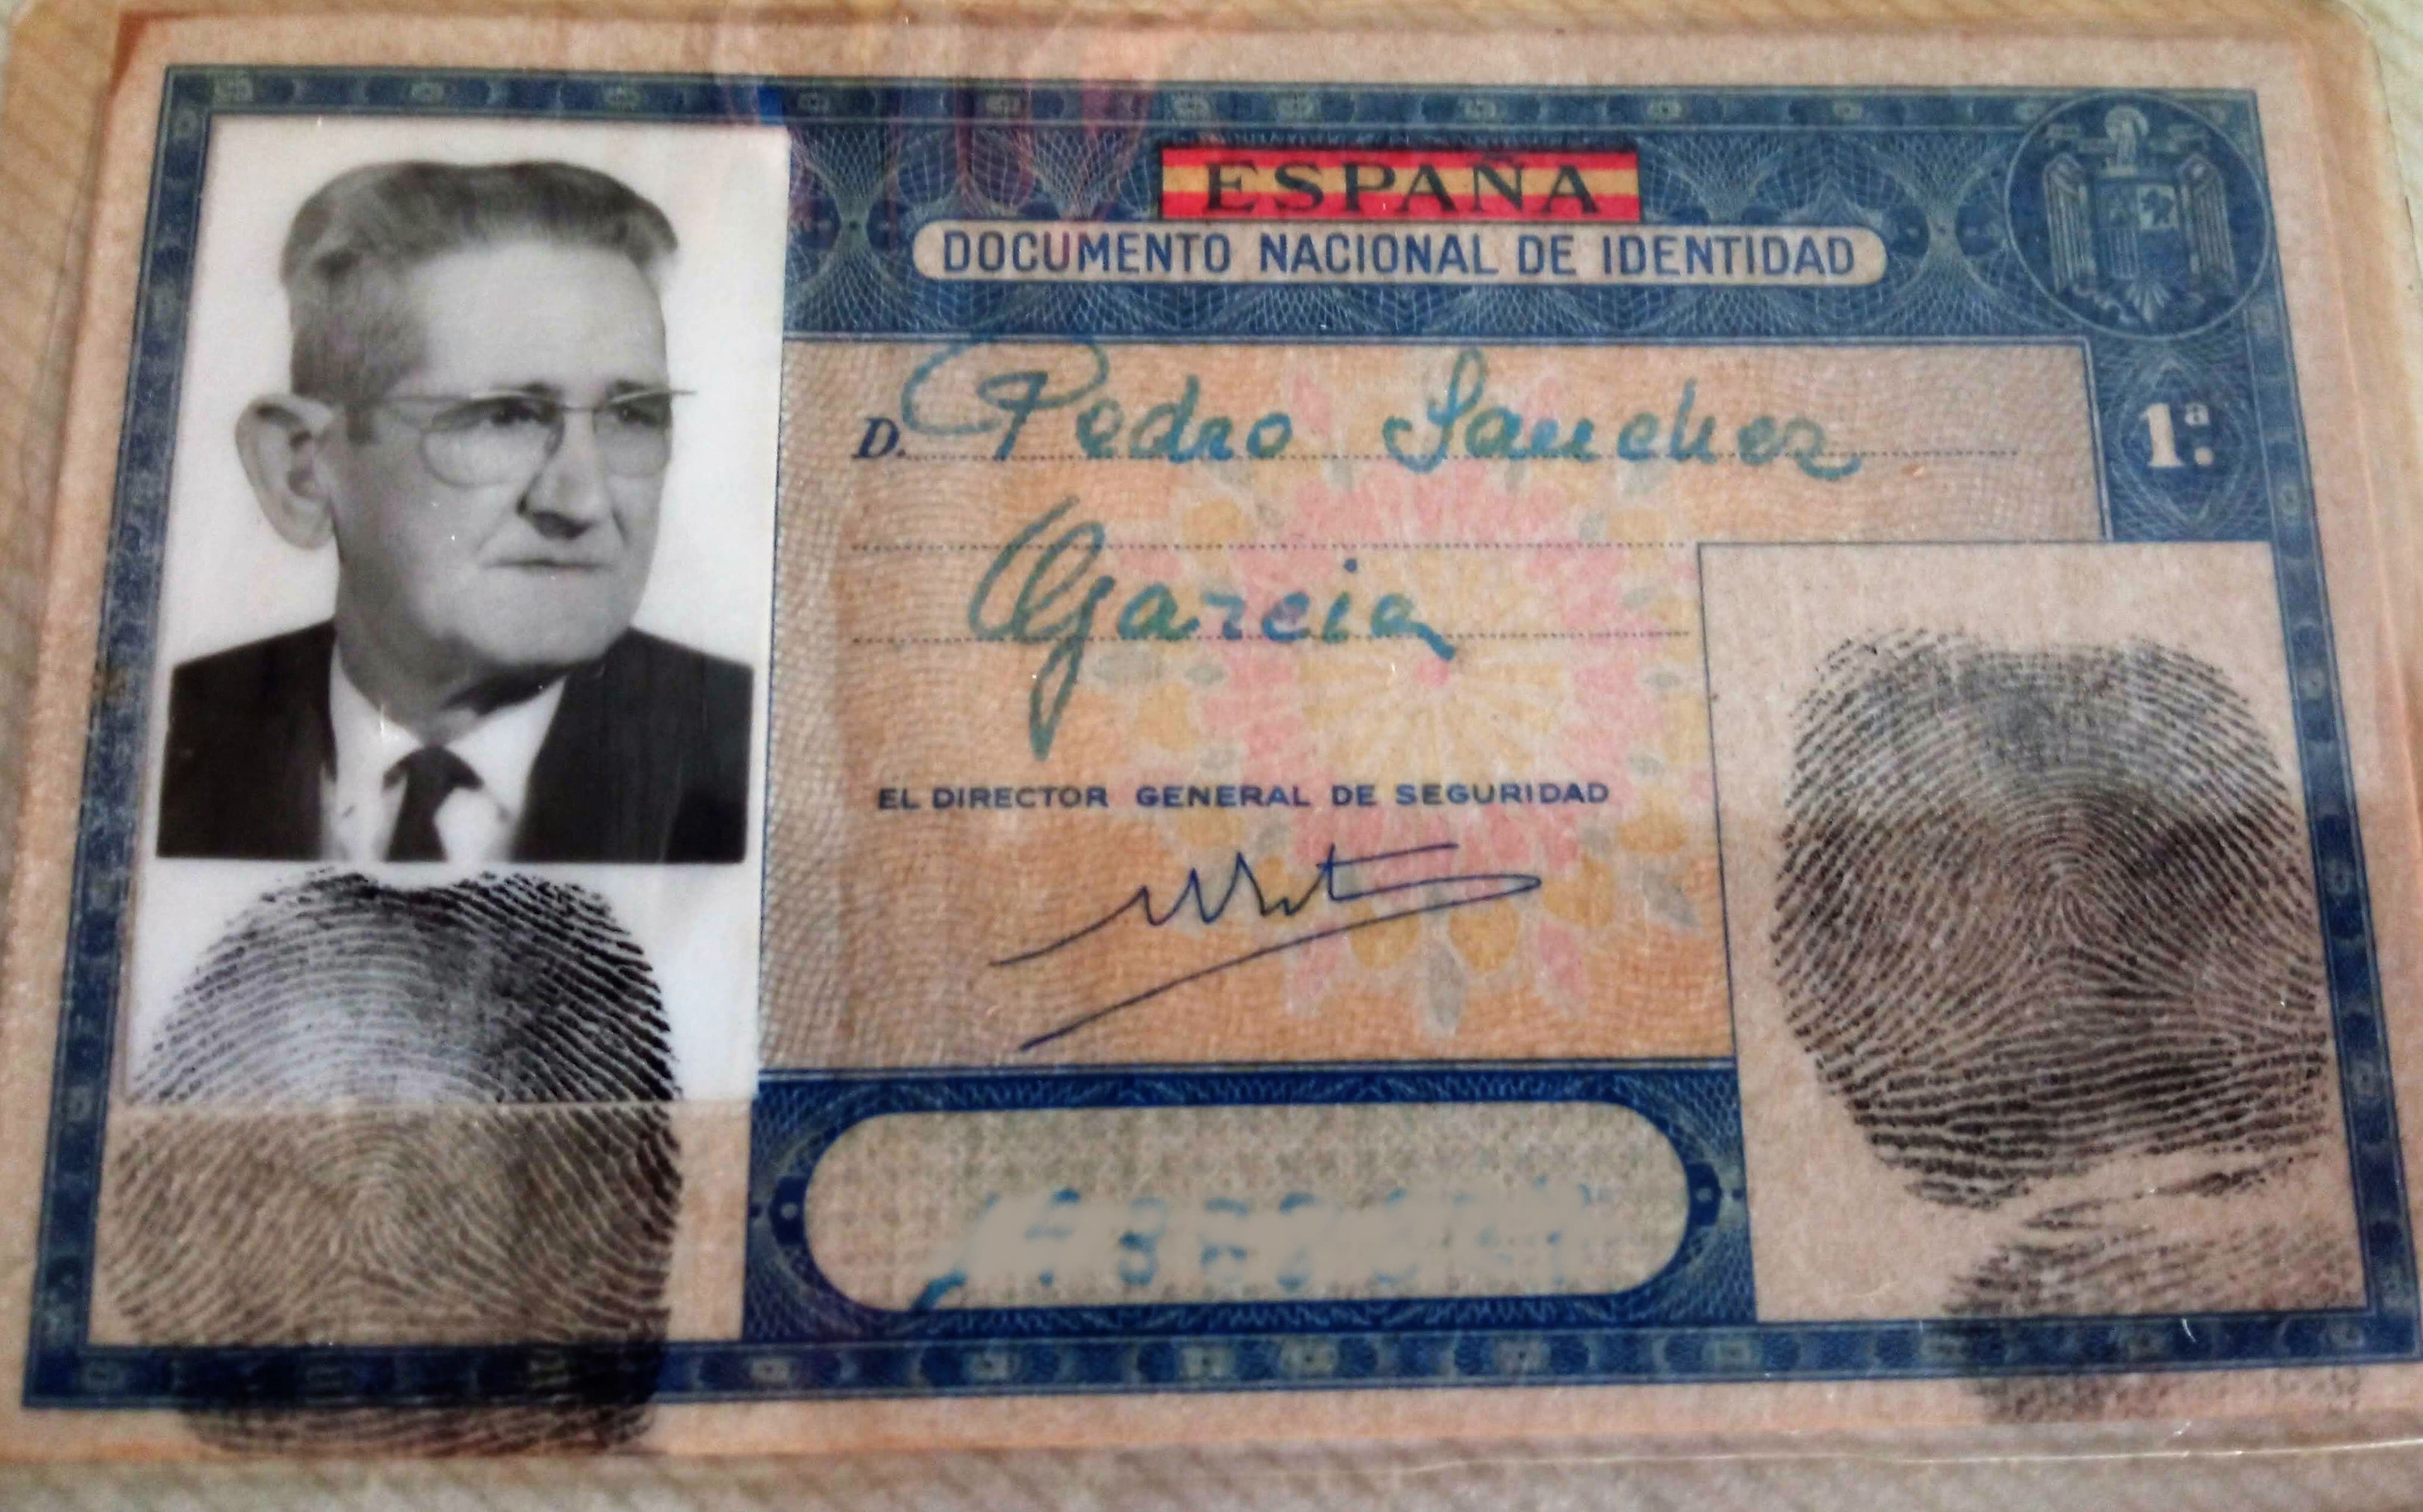 ESPAÑA
DOCUMENTO NACIONAL DE IDENTIDAD
1ª.
D. Pedro Sanchez
Garcia
EL DIRECTOR GENERAL DE SEGURIDAD